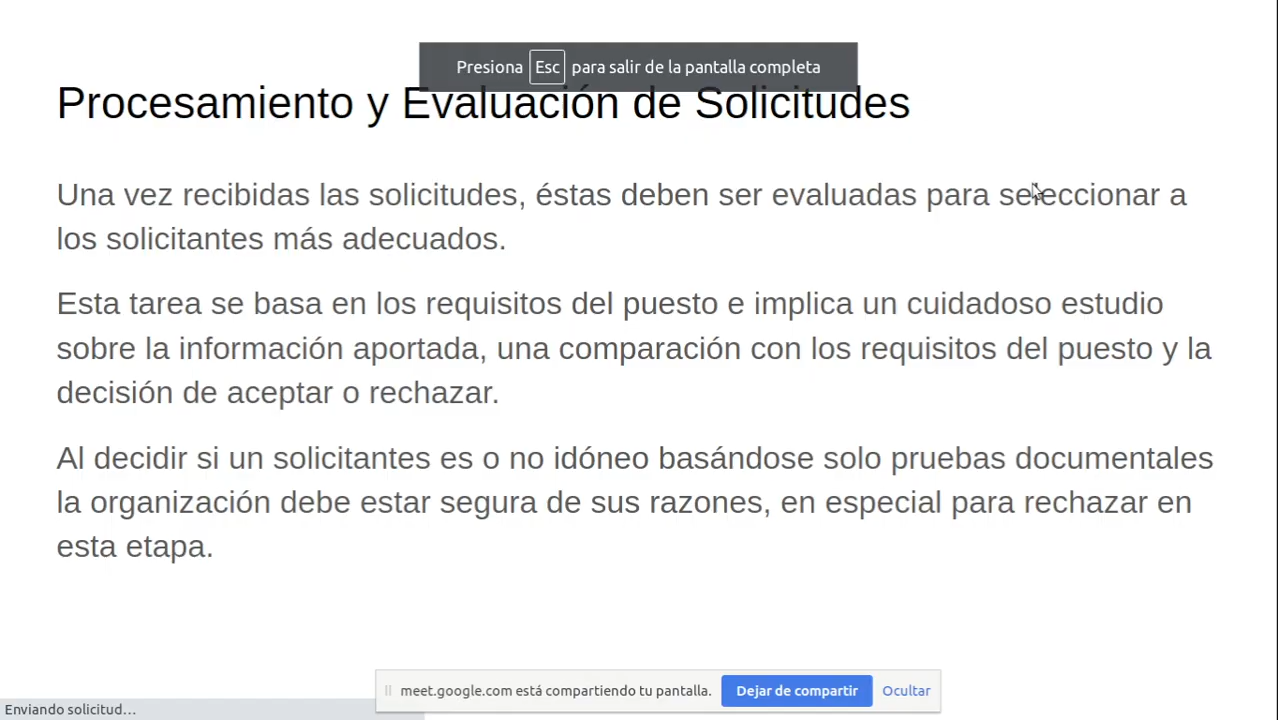 Presiona Esc para salir de la pantalla completa
Procesamiento y Evaluación de Solicitudes
Una vez recibidas las solicitudes, éstas deben ser evaluadas para seleccionar a
los solicitantes más adecuados.
Esta tarea se basa en los requisitos del puesto e implica un cuidadoso estudio
sobre la información aportada, una comparación con los requisitos del puesto y la
decisión de aceptar o rechazar.
Al decidir si un solicitantes es o no idóneo basándose solo pruebas documentales
la organización debe estar segura de sus razones, en especial para rechazar en
esta etapa.
meet.google.com está compartiendo tu pantalla. Dejar de compartir Ocultar
Enviando solicitud…